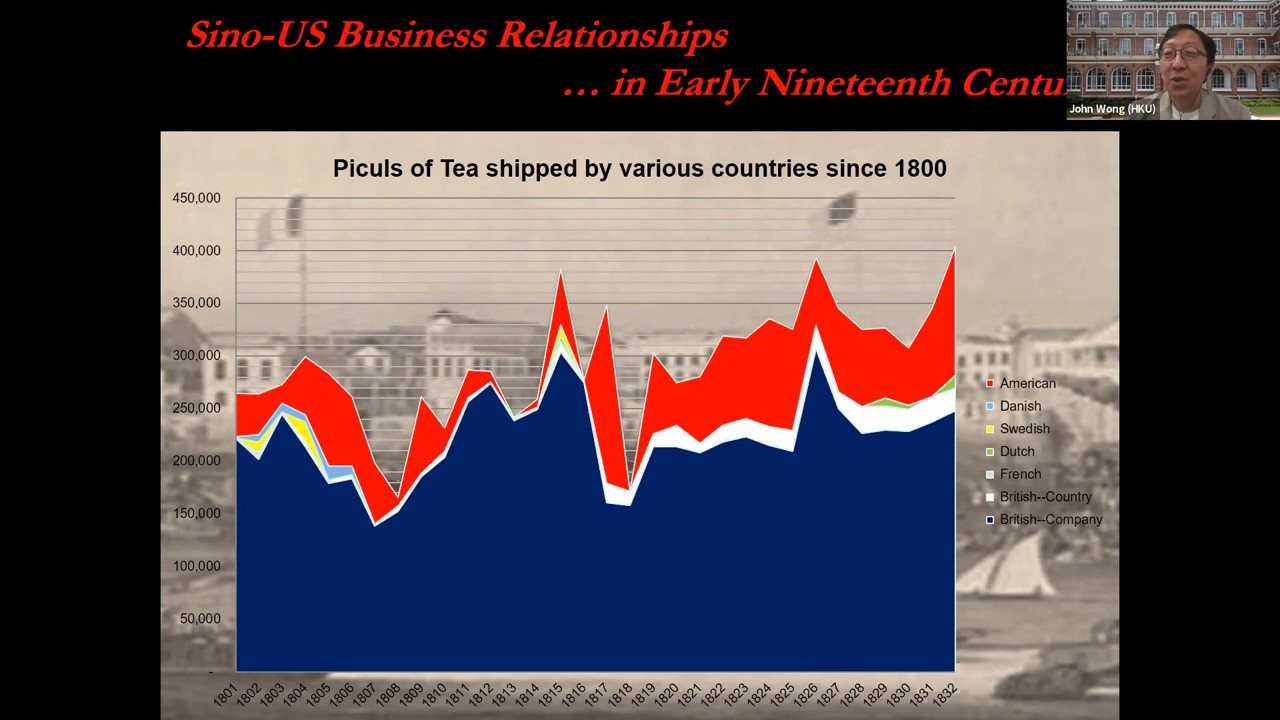 Sino-US Business Relationships
… in Early Nineteenth Centu
John Wong (HKU)
Piculs of Tea shipped by various countries since 1800
450,000
400,000
350,000
300,000
250,000
200,000
150,000
100,000
50,000
-
American
Danish
Swedish
Dutch
French
British--Country
British--Company
1801 1802 1803 1804 1805 1806 1807 1808 1809 1810 1811 1812 1813 1814 1815 1816 1817 1818 1819 1820 1821 1822 1823 1824 1825 1826 1827 1828 1829 1830 1831 1832